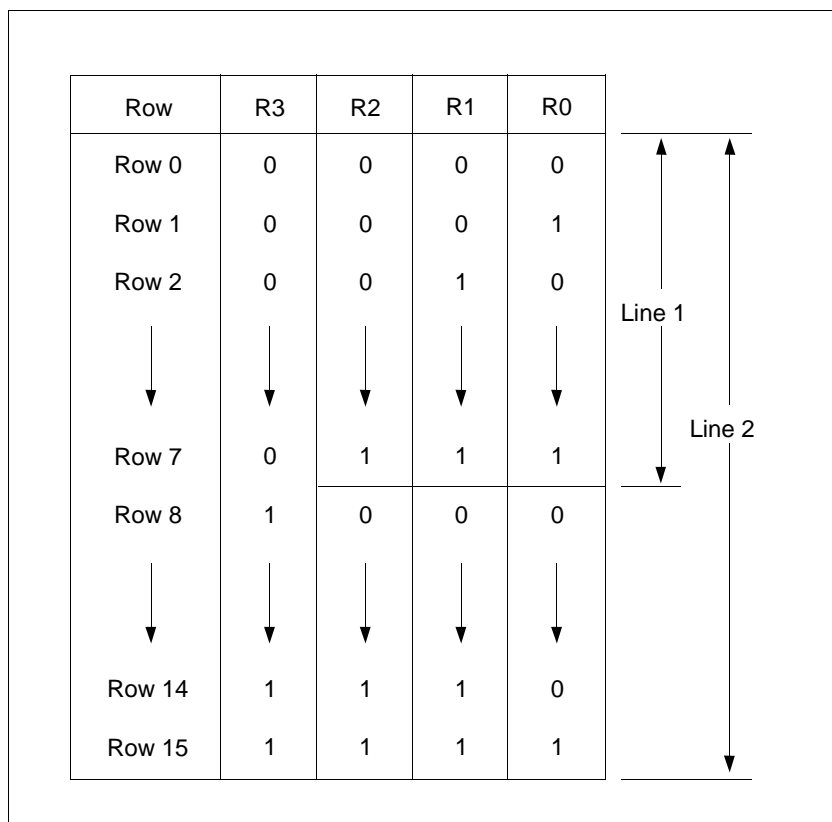 Row R3 R2 R1 R0
Row 0 0 0 0 0
Row 1 0 0 0 1
Row 2 0 0 1 0
Line 1
Line 2
Row 7 0 1 1 1
Row 8 1 0 0 0
Row 14 1 1 1 0
Row 15 1 1 1 1